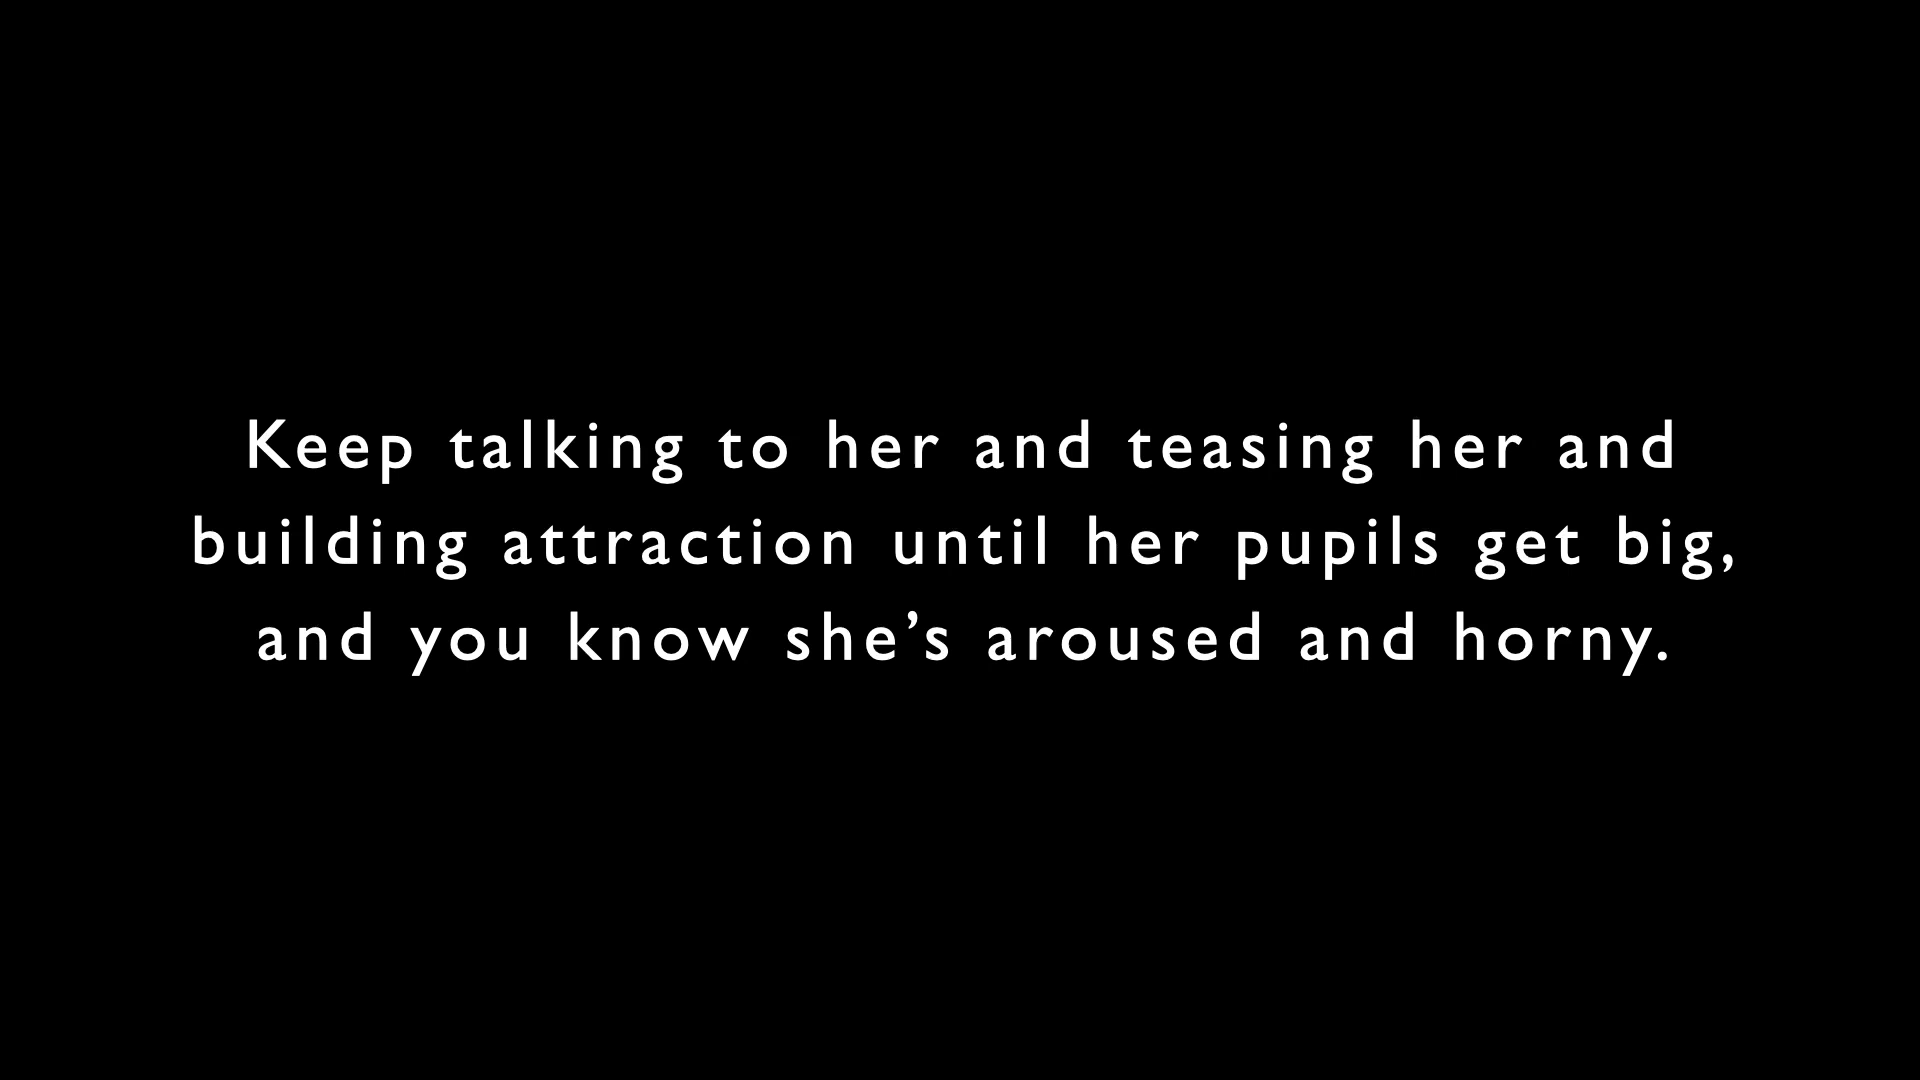 Keep talking to her and teasing her and
building attraction until her pupils get big,
and you know she’s aroused and horny.